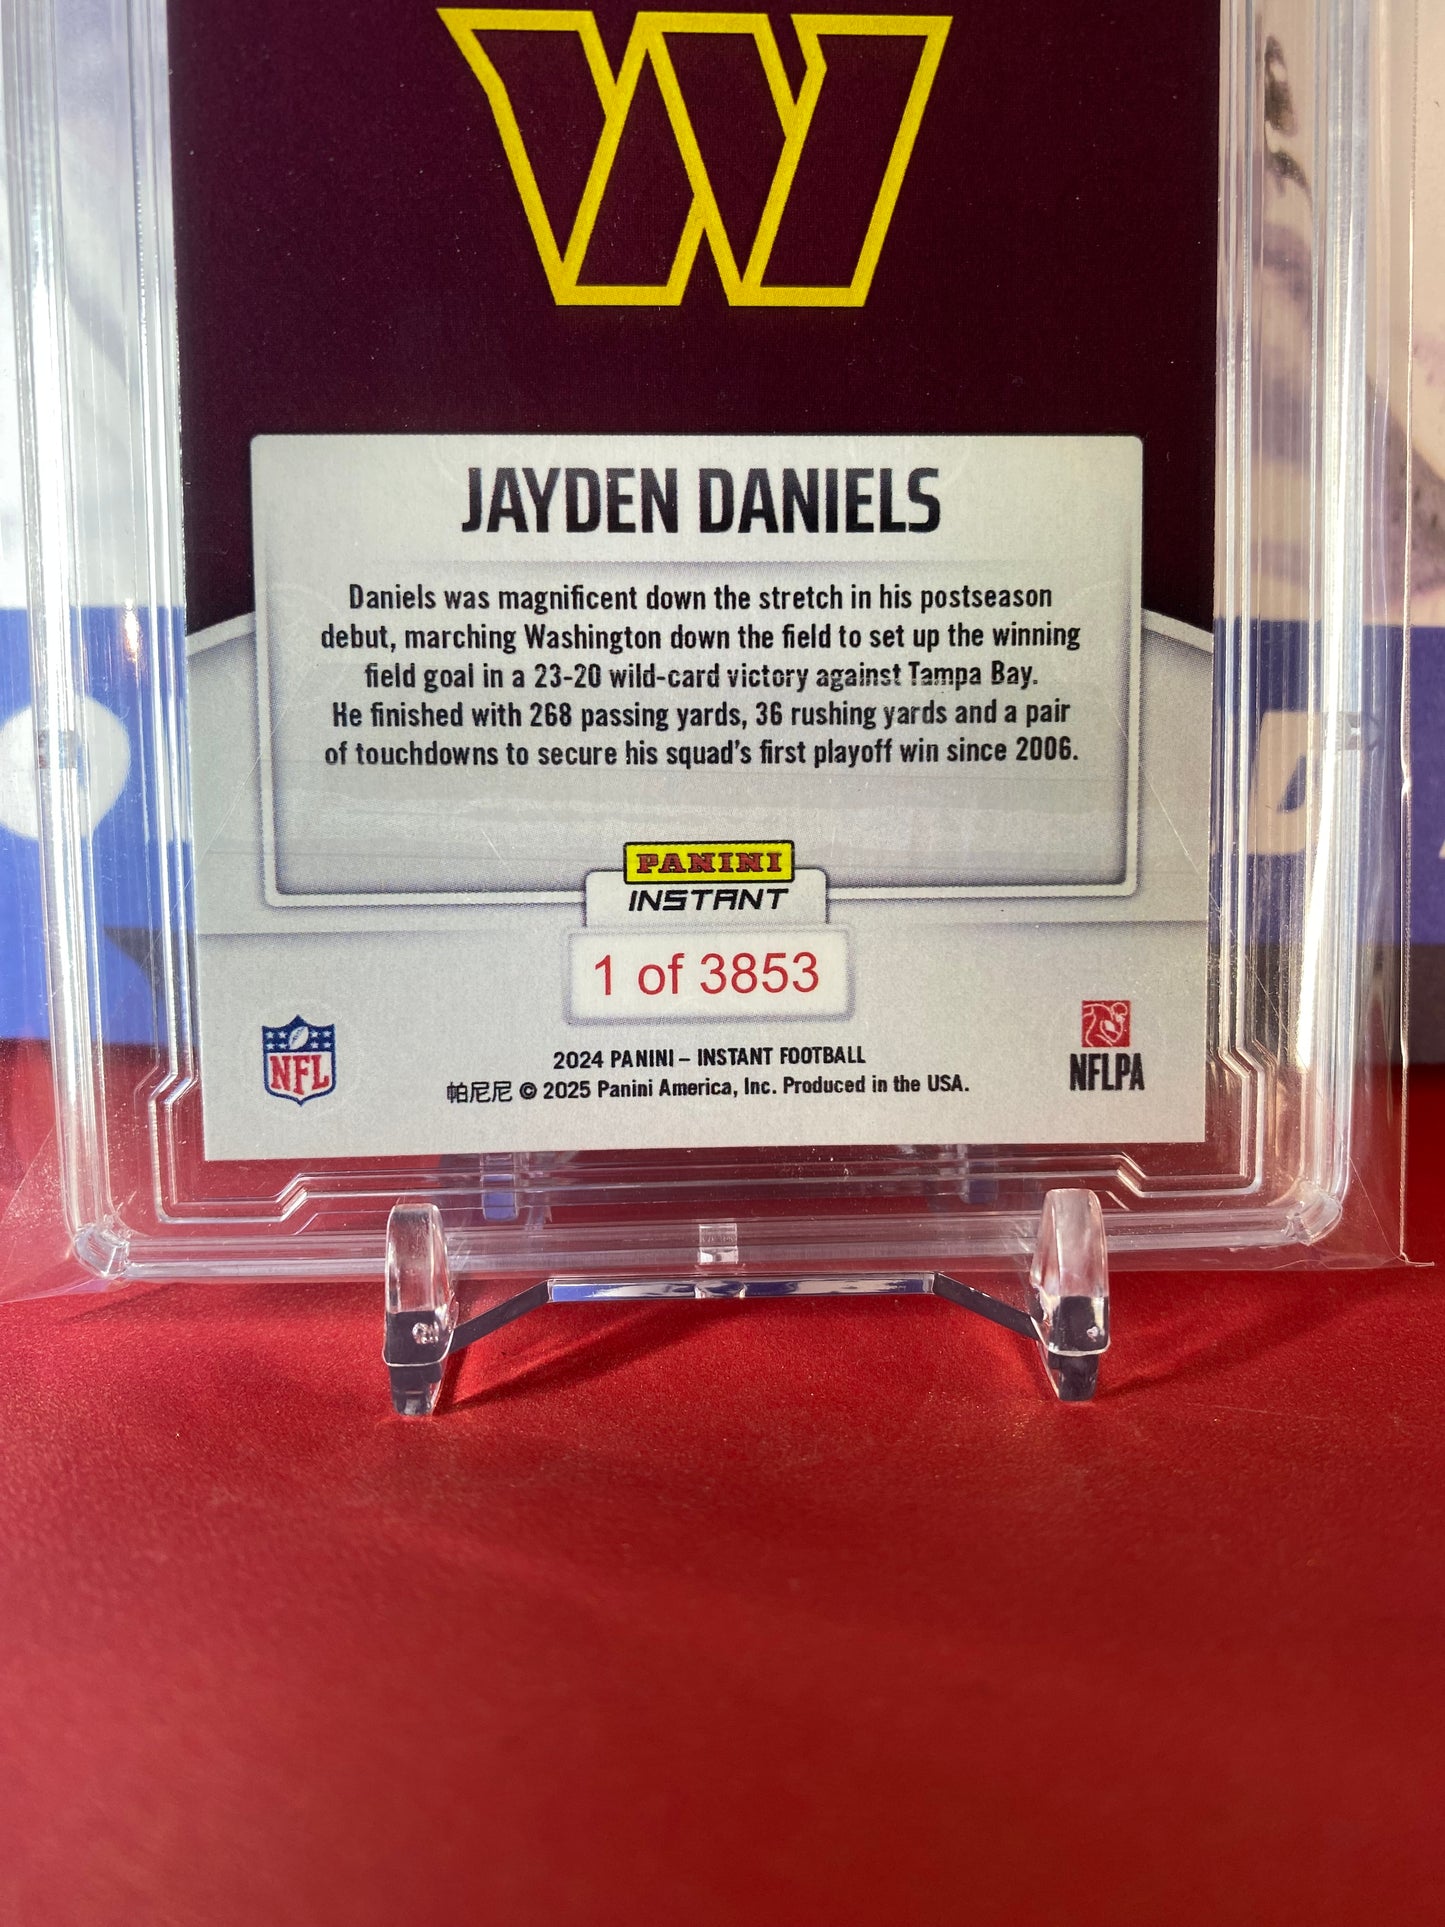 W
JAYDEN DANIELS
Daniels was magnificent down the stretch in his postseason
debut, marching Washington down the field to set up the winning
field goal in a 23-20 wild-card victory against Tampa Bay.
He finished with 268 passing yards, 36 rushing yards and a pair
of touchdowns to secure his squad's first playoff win since 2006.
PANINI
INSTANT
1 of 3853
NFL
NFLPA
2024 PANINI – INSTANT FOOTBALL
帕尼尼 © 2025 Panini America, Inc. Produced in the USA.